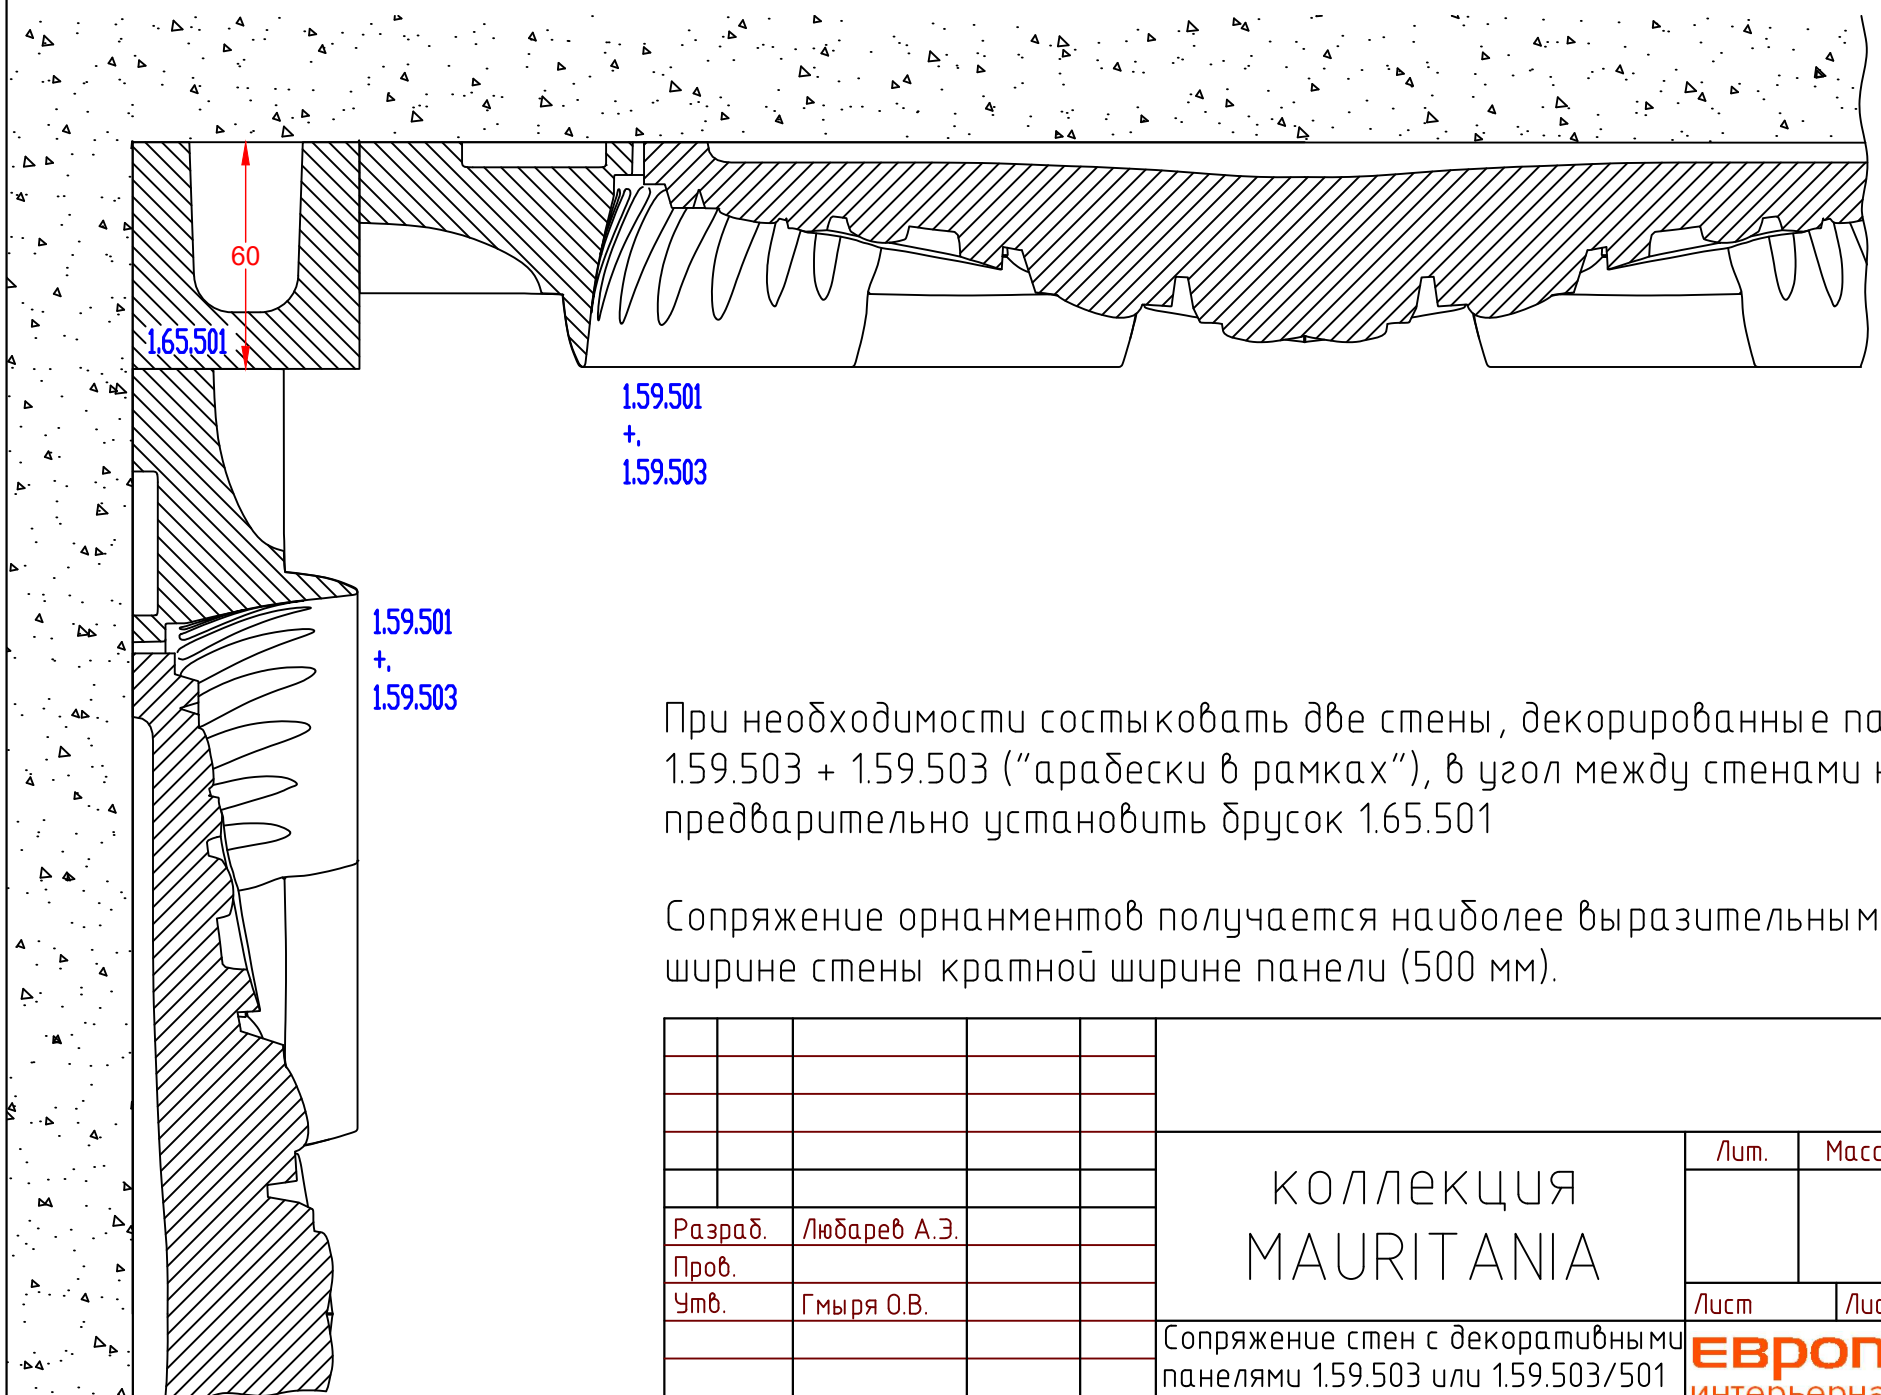 60
1.65.501
1.59.501
+.
1.59.503
1.59.501
+.
1.59.503
При необходимости состыковать две стены, декорированные
1.59.503 + 1.59.503 ("арабески в рамках"), в угол между стенами
предварительно установить брусок 1.65.501
Сопряжение орнанментов получается наиболее выразительным
ширине стены кратной ширине панели (500 мм).
Лит. Масс
коллекция
MAURITANIA
Разраб. Любарев А.Э.
Пров.
Утв. Гмыря О.В.
Лист
Сопряжение стен с декоративными
панелями 1.59.503 или 1.59.503/501
ЕВРОП